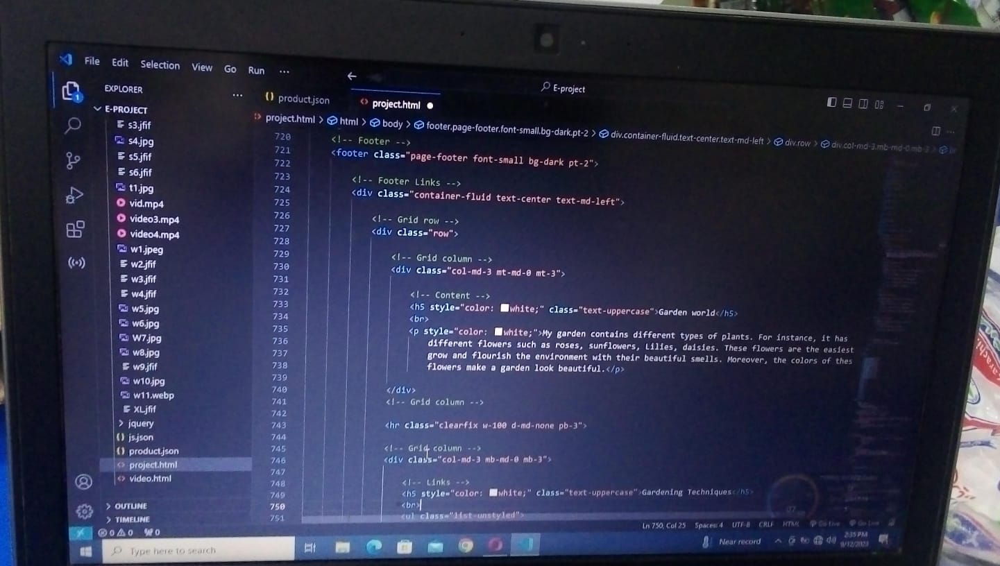 File Edit Selection View Go Run ...
E-project
EXPLORER
E-PROJECT
s3.jfif
s4.jpg
s5.jfif
s6.jfif
t1.jpg
vid.mp4
video3.mp4
video4.mp4
w1.jpeg
w2.jfif
w3.jfif
w4.jfif
w5.jpg
w6.jpg
W7.jpg
w8.jpg
w9.jfif
w10.jpg
w11.webp
XL.jfif
jquery
js.json
product.json
project.html
video.html
OUTLINE
TIMELINE
product.json
project.html
project.html > html > body > footer.page-footer.font-small.bg-dark.pt-2 > div.container-fluid.text-center.text-md-left > div.row > div.col-md-3.mb-md-0.mb-3 > br
720 <!-- Footer -->
721 <footer class="page-footer font-small bg-dark pt-2">
722
723 <!-- Footer Links -->
724 <div class="container-fluid text-center text-md-left">
725
726 <!-- Grid row -->
727 <div class="row">
728
729 <!-- Grid column -->
730 <div class="col-md-3 mt-md-0 mt-3">
731
732 <!-- Content -->
733 <h5 style="color: white;" class="text-uppercase">Garden world</h5>
734 <br>
735 <p style="color: white;">My garden contains different types of plants. For instance, it has
736 different flowers such as roses, sunflowers, Lilies, daisies. These flowers are the easiest
737 grow and flourish the environment with their beautiful smells. Moreover, the colors of thes
738 flowers make a garden look beautiful.</p>
739
740 </div>
741 <!-- Grid column -->
742
743 <hr class="clearfix w-100 d-md-none pb-3">
744
745 <!-- Grid column -->
746 <div class="col-md-3 mb-md-0 mb-3">
747
748 <!-- Links -->
749 <h5 style="color: white;" class="text-uppercase">Gardening Techniques</h5>
750 <br>
751 <ul class="list-unstyled">
0 0 0 Ln 750, Col 25 Spaces: 4 UTF-8 CRLF HTML Go Live Go Live
Type here to search
Near record
2:35 PM
9/12/2023
Karachi